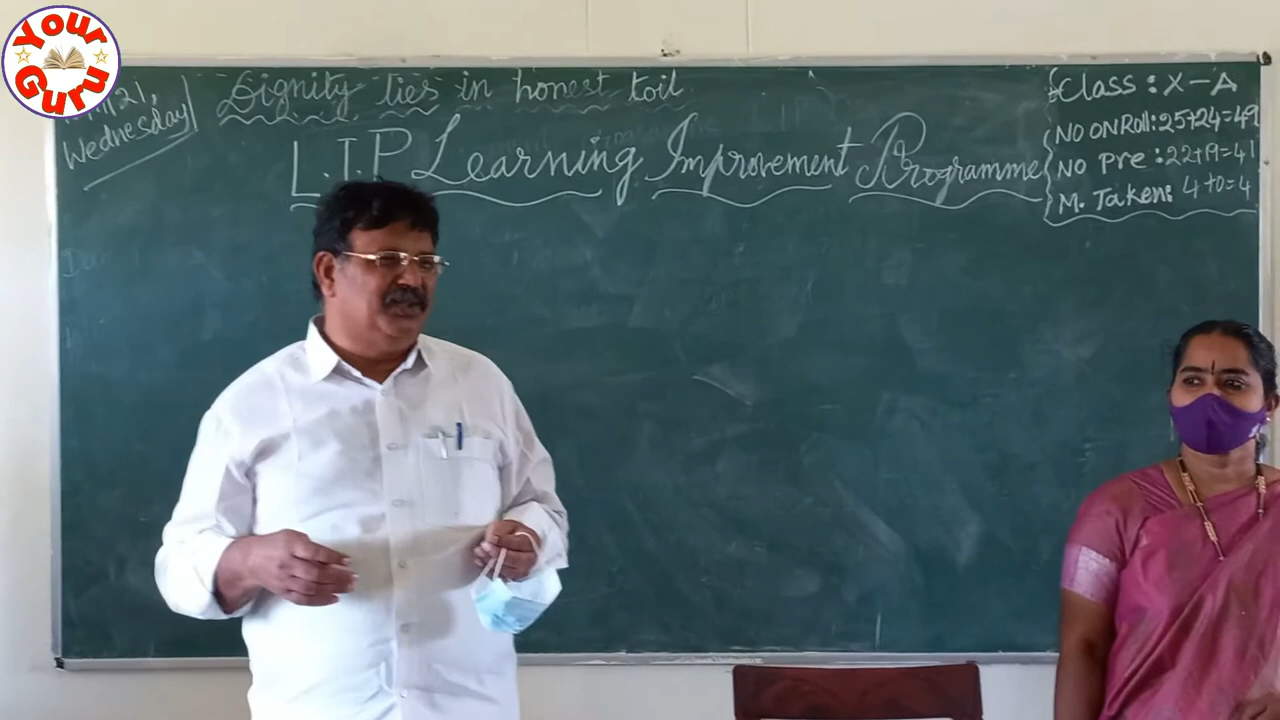 Your
Guru
21,
Wednesday
Dignity lies in honest toil
L.I.P Learning Improvement Programme
Class : X - A
NO ON Roll: 25+24=49
NO Pre : 22+19=41
M. Taken: 4+0=4